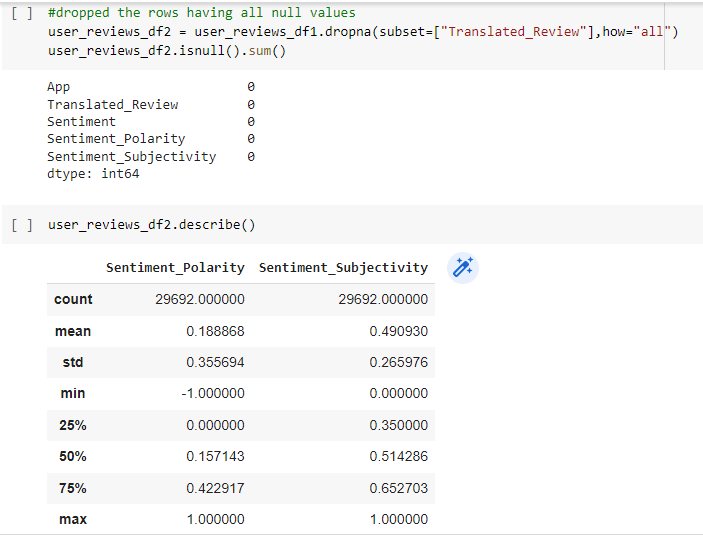 [ ] #dropped the rows having all null values
user_reviews_df2 = user_reviews_df1.dropna(subset=["Translated_Review"],how="all")
user_reviews_df2.isnull().sum()
App 0
Translated_Review 0
Sentiment 0
Sentiment_Polarity 0
Sentiment_Subjectivity 0
dtype: int64
[ ] user_reviews_df2.describe()
Sentiment_Polarity Sentiment_Subjectivity
count 29692.000000 29692.000000
mean 0.188868 0.490930
std 0.355694 0.265976
min -1.000000 0.000000
25% 0.000000 0.350000
50% 0.157143 0.514286
75% 0.422917 0.652703
max 1.000000 1.000000